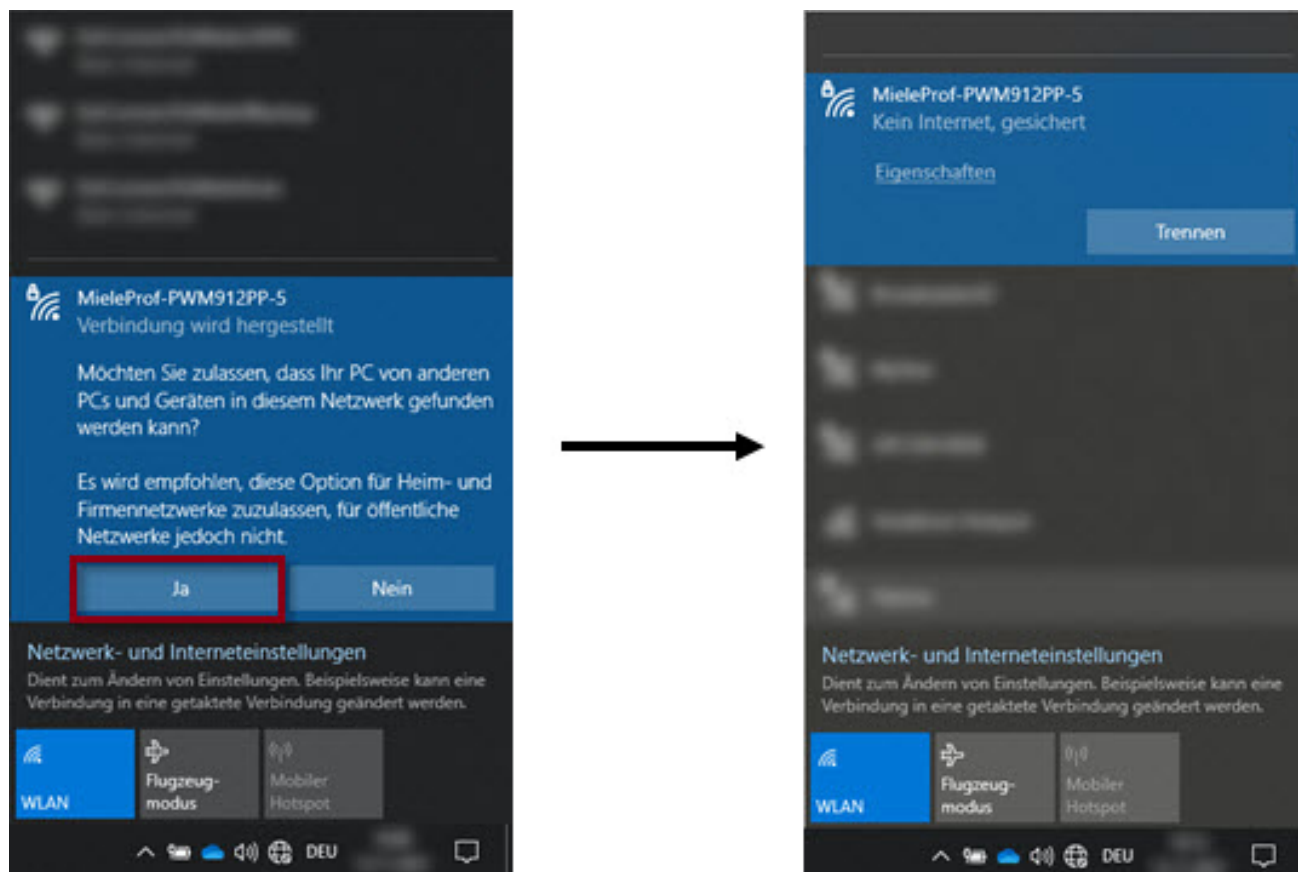 MieleProf-PWM912PP-5
Verbindung wird hergestellt
Möchten Sie zulassen, dass Ihr PC von anderen
PCs und Geräten in diesem Netzwerk gefunden
werden kann?
Es wird empfohlen, diese Option für Heim- und
Firmennetzwerke zuzulassen, für öffentliche
Netzwerke jedoch nicht.
Ja
Nein
Netzwerk- und Interneteinstellungen
Dient zum Ändern von Einstellungen. Beispielsweise kann eine
Verbindung in eine getaktete Verbindung geändert werden.
WLAN
Flugzeug-
modus
Mobiler
Hotspot
DEU
MieleProf-PWM912PP-5
Kein Internet, gesichert
Eigenschaften
Trennen
Netzwerk- und Interneteinstellungen
Dient zum Ändern von Einstellungen. Beispielsweise kann eine
Verbindung in eine getaktete Verbindung geändert werden.
WLAN
Flugzeug-
modus
Mobiler
Hotspot
DEU